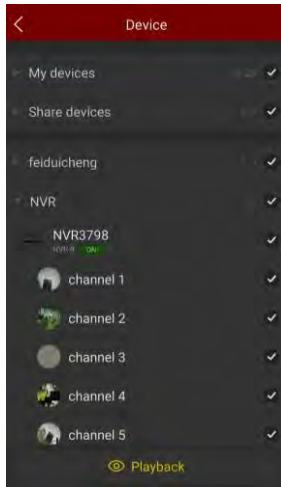 Device
My devices
Share devices
feiduicheng
NVR
NVR3798
channel 1
channel 2
channel 3
channel 4
channel 5
Playback